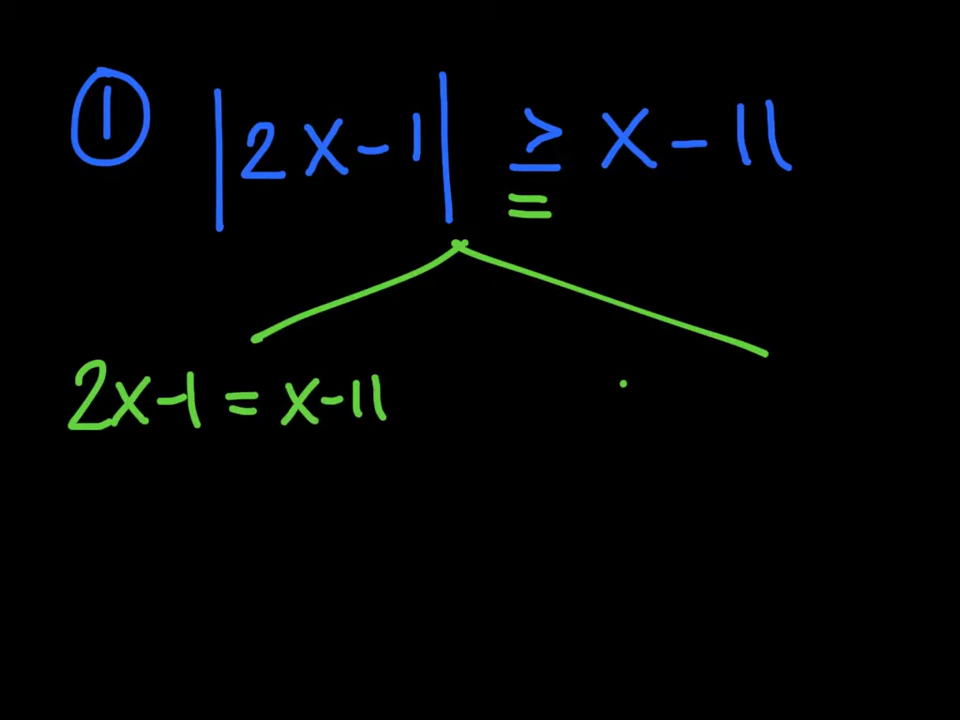 ① |2x-1| ≥ x-11
=
2x-1 = x-11